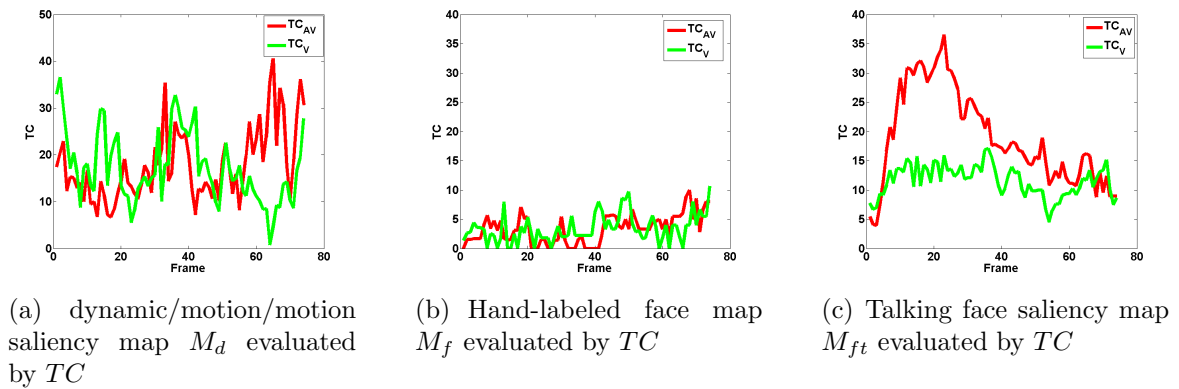 50
40
30
20
10
0
TC
0 20 40 60 80
Frame
TC_AV
TC_V
40
35
30
25
20
15
10
5
0
TC
0 20 40 60 80
Frame
TC_AV
TC_V
40
35
30
25
20
15
10
5
0
TC
0 20 40 60 80
Frame
TC_AV
TC_V
(a) dynamic/motion/motion
saliency map M_d evaluated
by TC
(b) Hand-labeled face map
M_f evaluated by TC
(c) Talking face saliency map
M_ft evaluated by TC